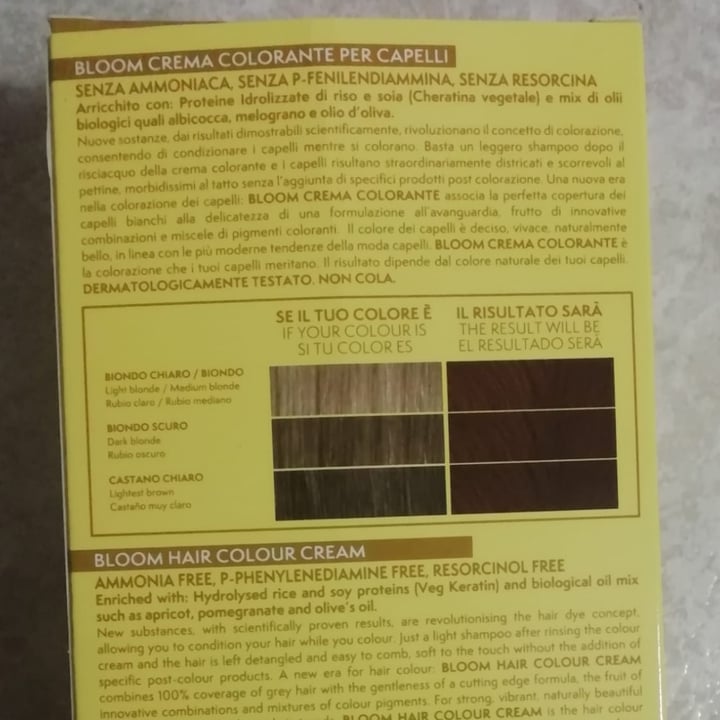 BLOOM CREMA COLORANTE PER CAPELLI
SENZA AMMONIACA, SENZA P-FENILENDIAMMINA, SENZA RESORCINA
Arricchito con: Proteine Idrolizzate di riso e soia (Cheratina vegetale) e mix di olii
biologici quali albicocca, melograno e olio d'oliva.
Nuove sostanze, dai risultati dimostrabili scientificamente, rivoluzionano il concetto di colorazione,
consentendo di condizionare i capelli mentre si colorano. Basta un leggero shampoo dopo il
risciacquo della crema colorante e i capelli risultano straordinariamente districati e scorrevoli al
pettine, morbidissimi al tatto senza l'aggiunta di specifici prodotti post colorazione. Una nuova era
nella colorazione dei capelli: BLOOM CREMA COLORANTE associa la perfetta copertura dei
capelli bianchi alla delicatezza di una formulazione all'avanguardia, frutto di innovative
combinazioni e miscele di pigmenti coloranti. Il colore dei capelli è deciso, vivace, naturalmente
bello, in linea con le più moderne tendenze della moda capelli. BLOOM CREMA COLORANTE è
la colorazione che i tuoi capelli meritano. Il risultato dipende dal colore naturale dei tuoi capelli.
DERMATOLOGICAMENTE TESTATO. NON COLA.
SE IL TUO COLORE È
IF YOUR COLOUR IS
SI TU COLOR ES
IL RISULTATO SARÀ
THE RESULT WILL BE
EL RESULTADO SERÀ
BIONDO CHIARO / BIONDO
Light blonde / Medium blonde
Rubio claro / Rubio mediano
BIONDO SCURO
Dark blonde
Rubio oscuro
CASTANO CHIARO
Lightest brown
Castaño muy claro
BLOOM HAIR COLOUR CREAM
AMMONIA FREE, P-PHENYLENEDIAMINE FREE, RESORCINOL FREE
Enriched with: Hydrolysed rice and soy proteins (Veg Keratin) and biological oil mix
such as apricot, pomegranate and olive's oil.
New substances, with scientifically proven results, are revolutionising the hair dye concept,
allowing you to condition your hair while you colour. Just a light shampoo after rinsing the colour
cream and the hair is left detangled and easy to comb, soft to the touch without the addition of
specific post-colour products. A new era for hair colour: BLOOM HAIR COLOUR CREAM
combines 100% coverage of grey hair with the gentleness of a cutting edge formula, the fruit of
innovative combinations and mixtures of colour pigments. For strong, vibrant, naturally beautiful
BLOOM HAIR COLOUR CREAM is the hair colour